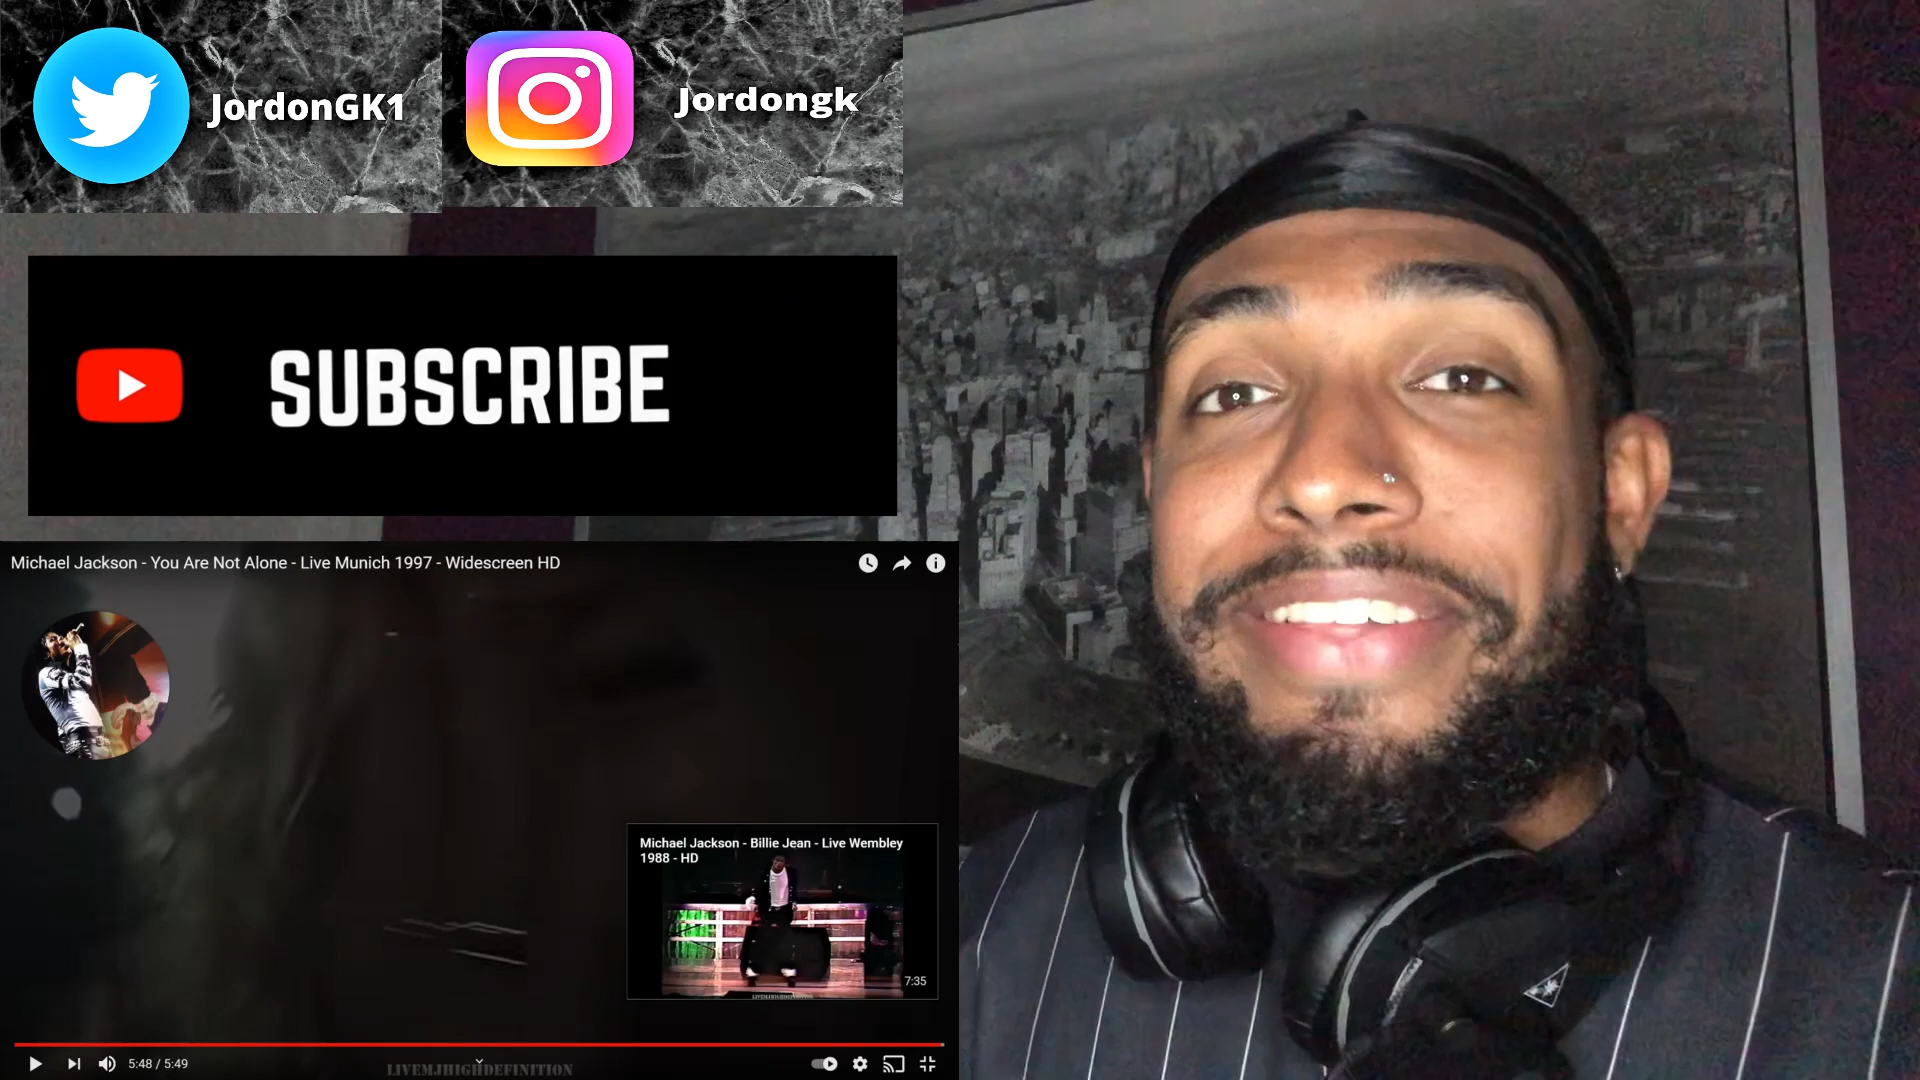 JordonGK1
Jordongk
SUBSCRIBE
Michael Jackson - You Are Not Alone - Live Munich 1997 - Widescreen HD
Michael Jackson - Billie Jean - Live Wembley
1988 - HD
7:35
5:48 / 5:49
LIVEMJHIGHDEFINITION